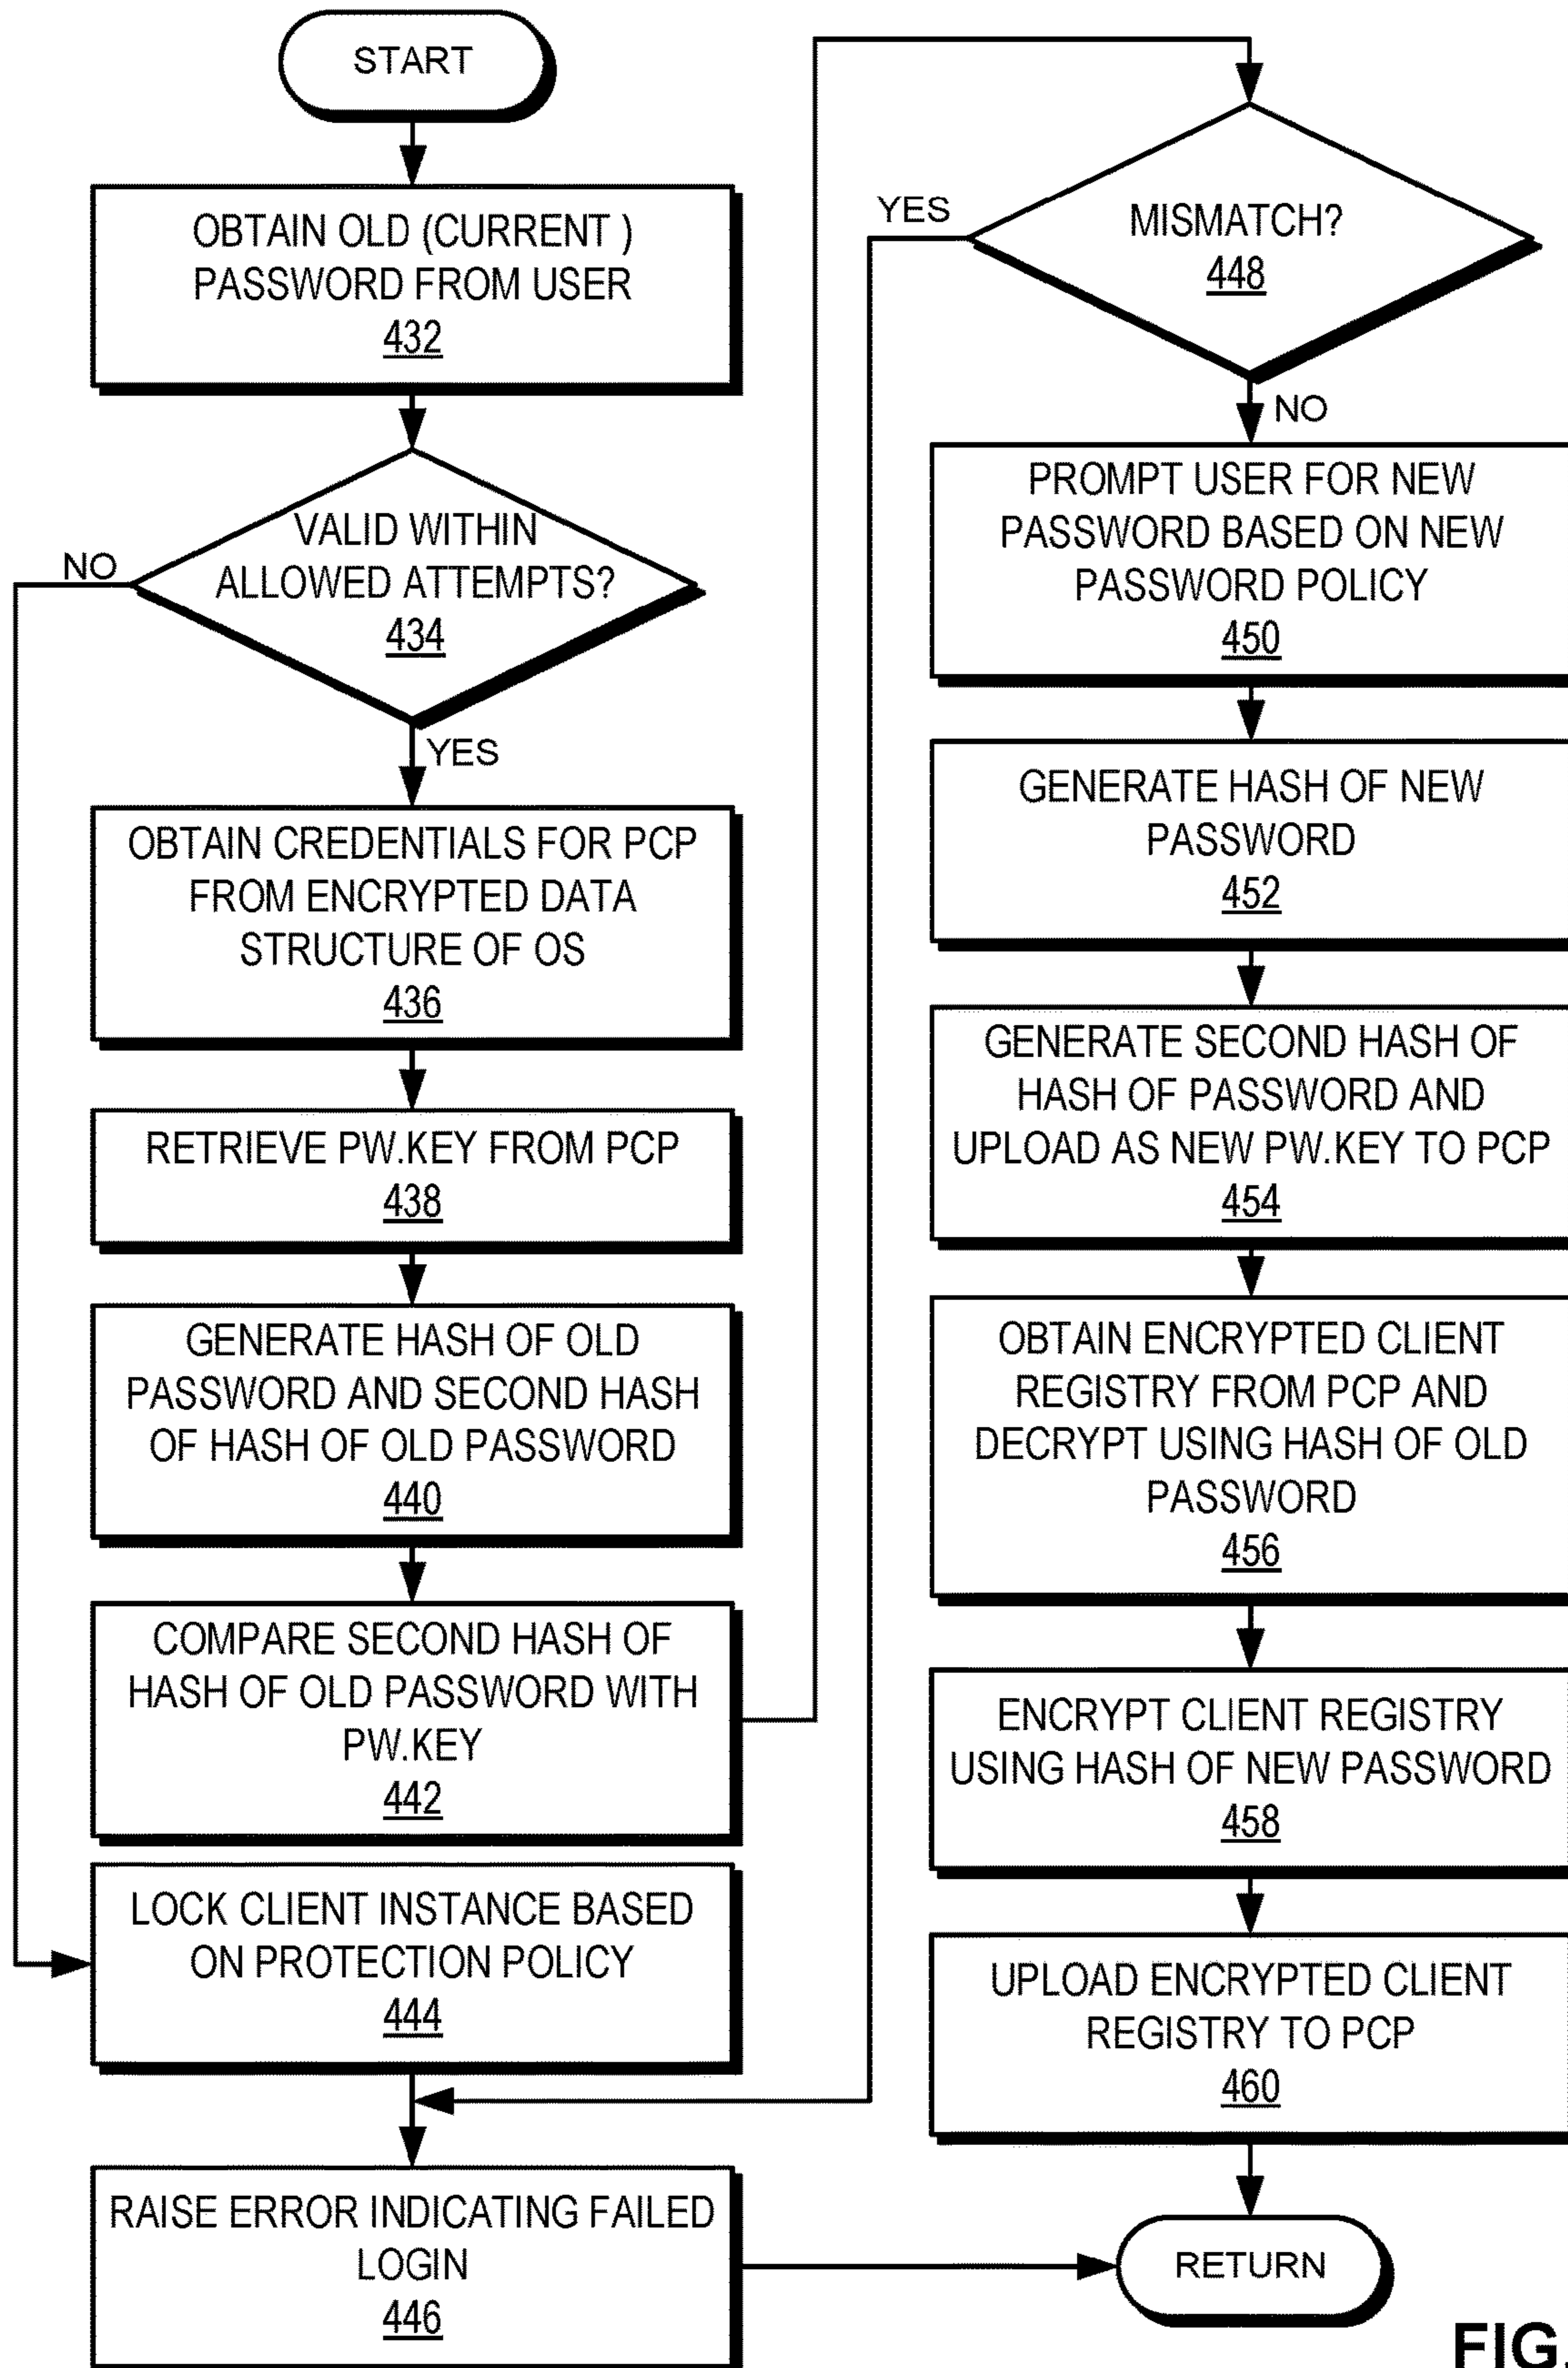 START
OBTAIN OLD (CURRENT )
PASSWORD FROM USER
432
VALID WITHIN
ALLOWED ATTEMPTS?
434
NO
YES
OBTAIN CREDENTIALS FOR PCP
FROM ENCRYPTED DATA
STRUCTURE OF OS
436
RETRIEVE PW.KEY FROM PCP
438
GENERATE HASH OF OLD
PASSWORD AND SECOND HASH
OF HASH OF OLD PASSWORD
440
COMPARE SECOND HASH OF
HASH OF OLD PASSWORD WITH
PW.KEY
442
LOCK CLIENT INSTANCE BASED
ON PROTECTION POLICY
444
RAISE ERROR INDICATING FAILED
LOGIN
446
MISMATCH?
448
YES
NO
PROMPT USER FOR NEW
PASSWORD BASED ON NEW
PASSWORD POLICY
450
GENERATE HASH OF NEW
PASSWORD
452
GENERATE SECOND HASH OF
HASH OF PASSWORD AND
UPLOAD AS NEW PW.KEY TO PCP
454
OBTAIN ENCRYPTED CLIENT
REGISTRY FROM PCP AND
DECRYPT USING HASH OF OLD
PASSWORD
456
ENCRYPT CLIENT REGISTRY
USING HASH OF NEW PASSWORD
458
UPLOAD ENCRYPTED CLIENT
REGISTRY TO PCP
460
RETURN
FIG.